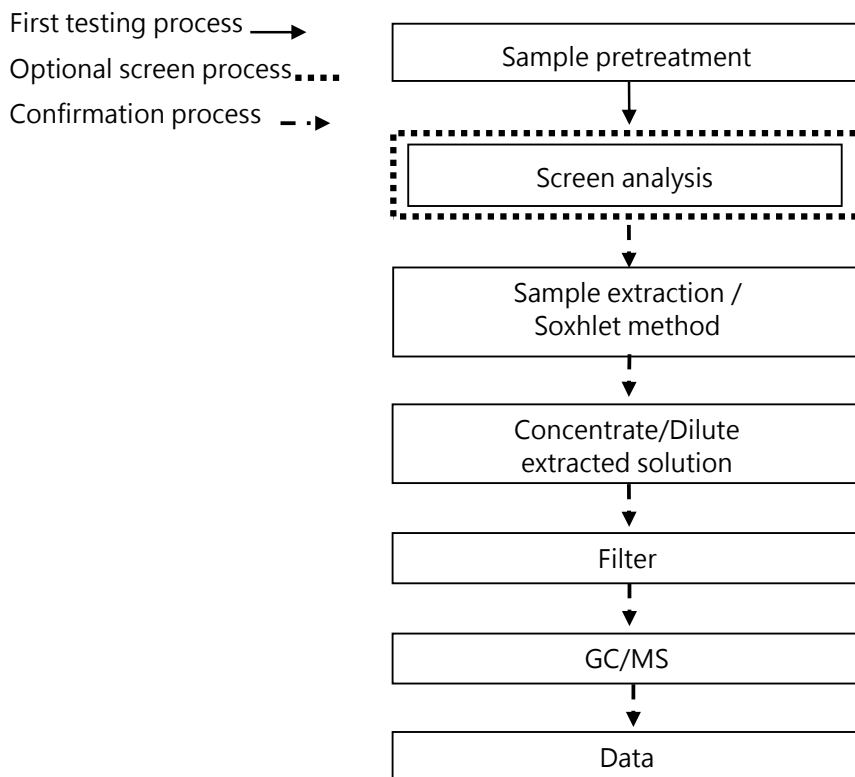 First testing process
Optional screen process
Confirmation process
Sample pretreatment
Screen analysis
Sample extraction /
Soxhlet method
Concentrate/Dilute
extracted solution
Filter
GC/MS
Data